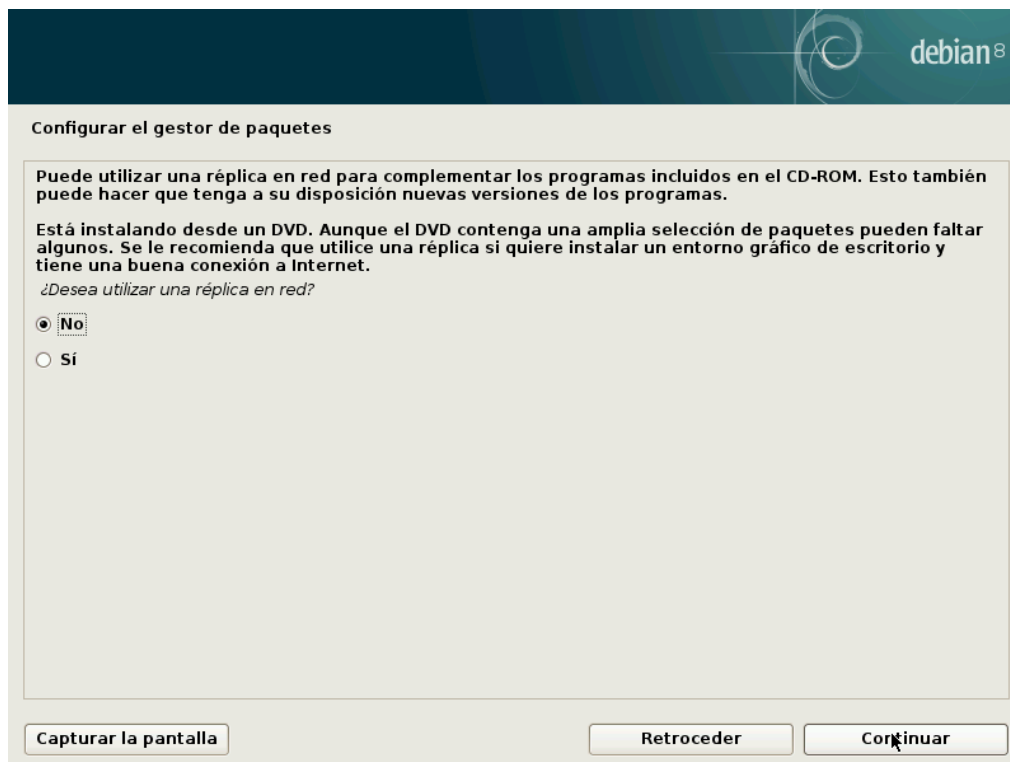 debian 8
Configurar el gestor de paquetes
Puede utilizar una réplica en red para complementar los programas incluidos en el CD-ROM. Esto también
puede hacer que tenga a su disposición nuevas versiones de los programas.
Está instalando desde un DVD. Aunque el DVD contenga una amplia selección de paquetes pueden faltar
algunos. Se le recomienda que utilice una réplica si quiere instalar un entorno gráfico de escritorio y
tiene una buena conexión a Internet.
¿Desea utilizar una réplica en red?
No
Sí
Capturar la pantalla Retroceder Continuar